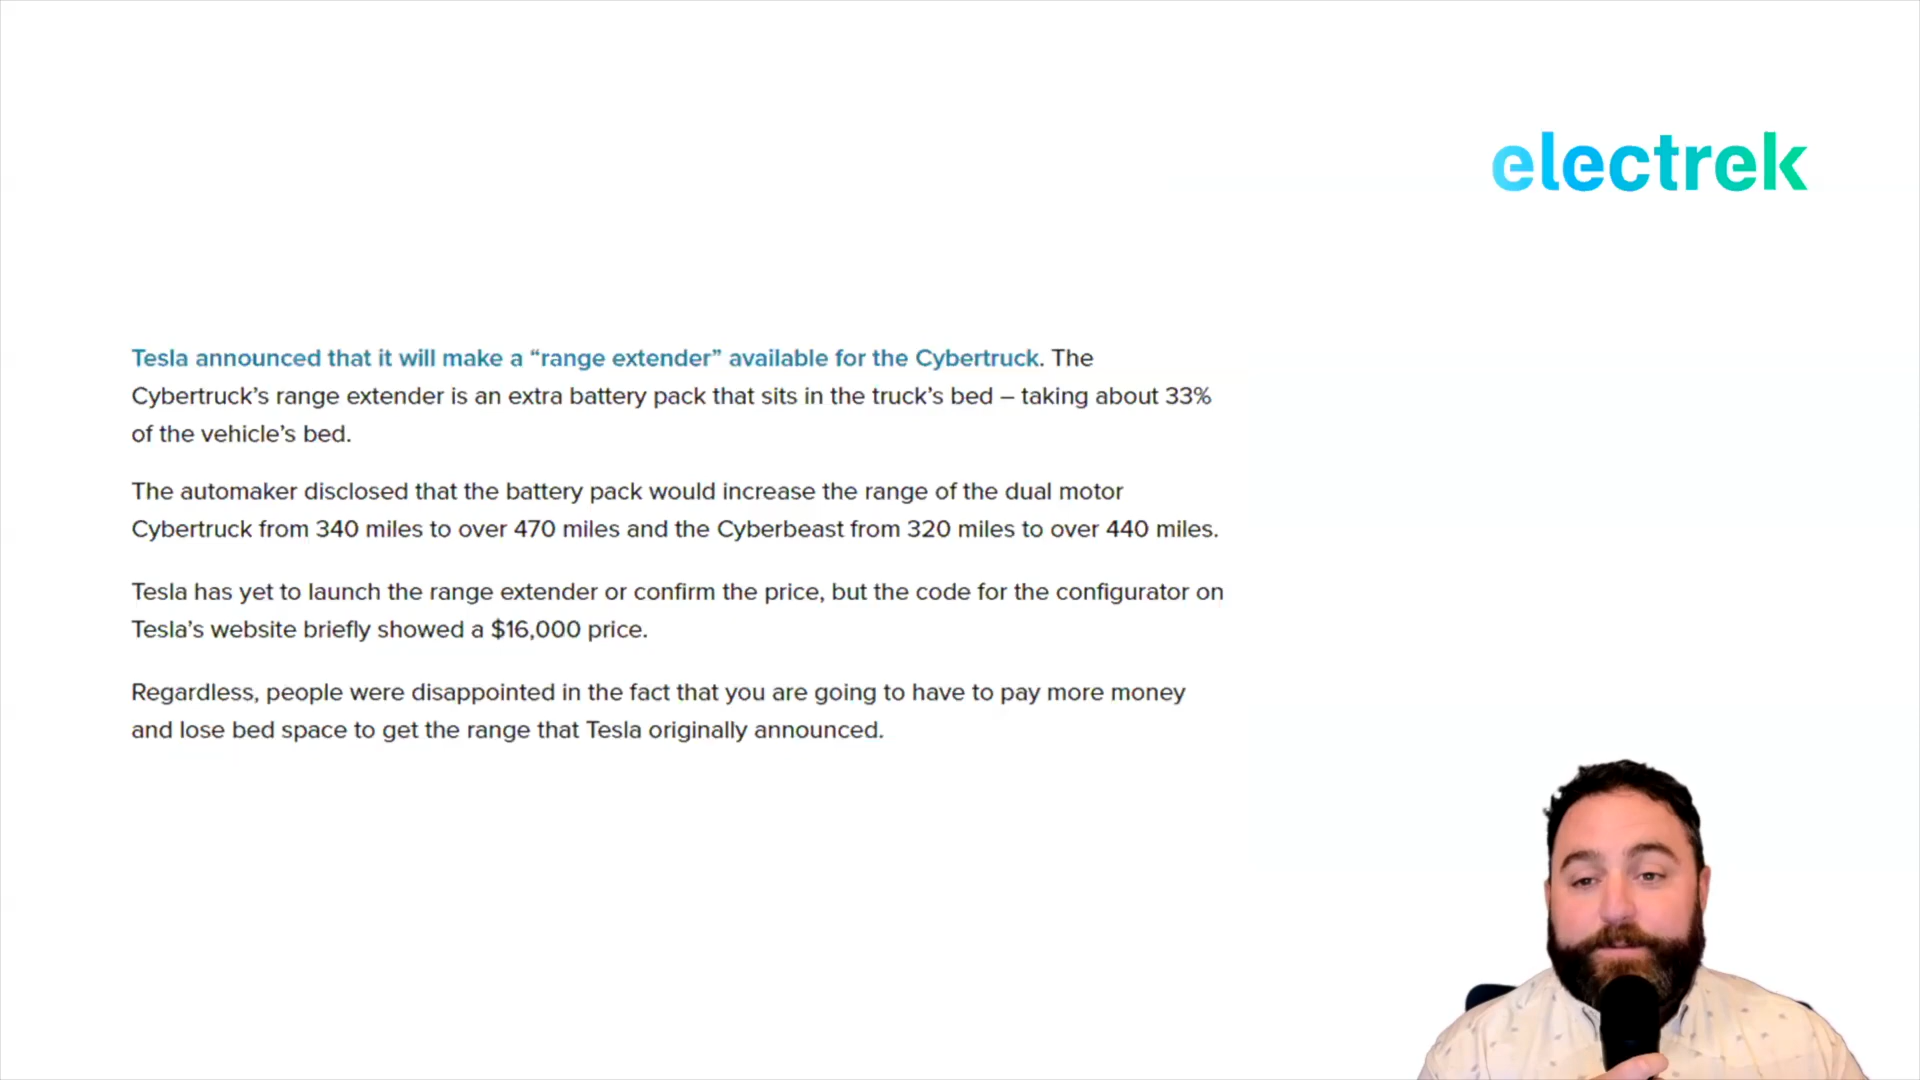 electrek
Tesla announced that it will make a “range extender” available for the Cybertruck. The
Cybertruck’s range extender is an extra battery pack that sits in the truck’s bed – taking about 33%
of the vehicle’s bed.
The automaker disclosed that the battery pack would increase the range of the dual motor
Cybertruck from 340 miles to over 470 miles and the Cyberbeast from 320 miles to over 440 miles.
Tesla has yet to launch the range extender or confirm the price, but the code for the configurator on
Tesla’s website briefly showed a $16,000 price.
Regardless, people were disappointed in the fact that you are going to have to pay more money
and lose bed space to get the range that Tesla originally announced.